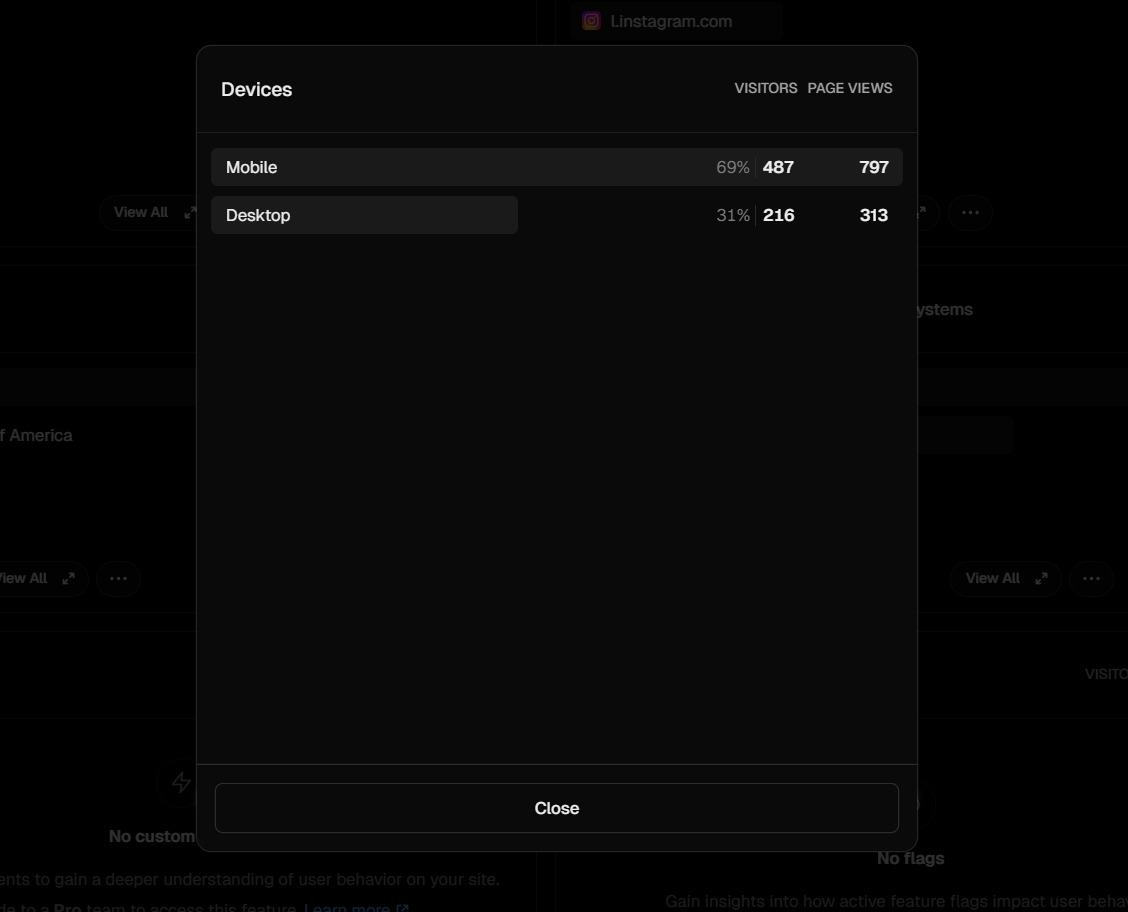 l.instagram.com
Devices
VISITORS PAGE VIEWS
Mobile 69% 487 797
Desktop 31% 216 313
View All
ystems
f America
View All
View All
VISITO
No custom
Close
No flags
ents to gain a deeper understanding of user behavior on your site.
de to a Pro team to access this feature. Learn more
Gain insights into how active feature flags impact user behav